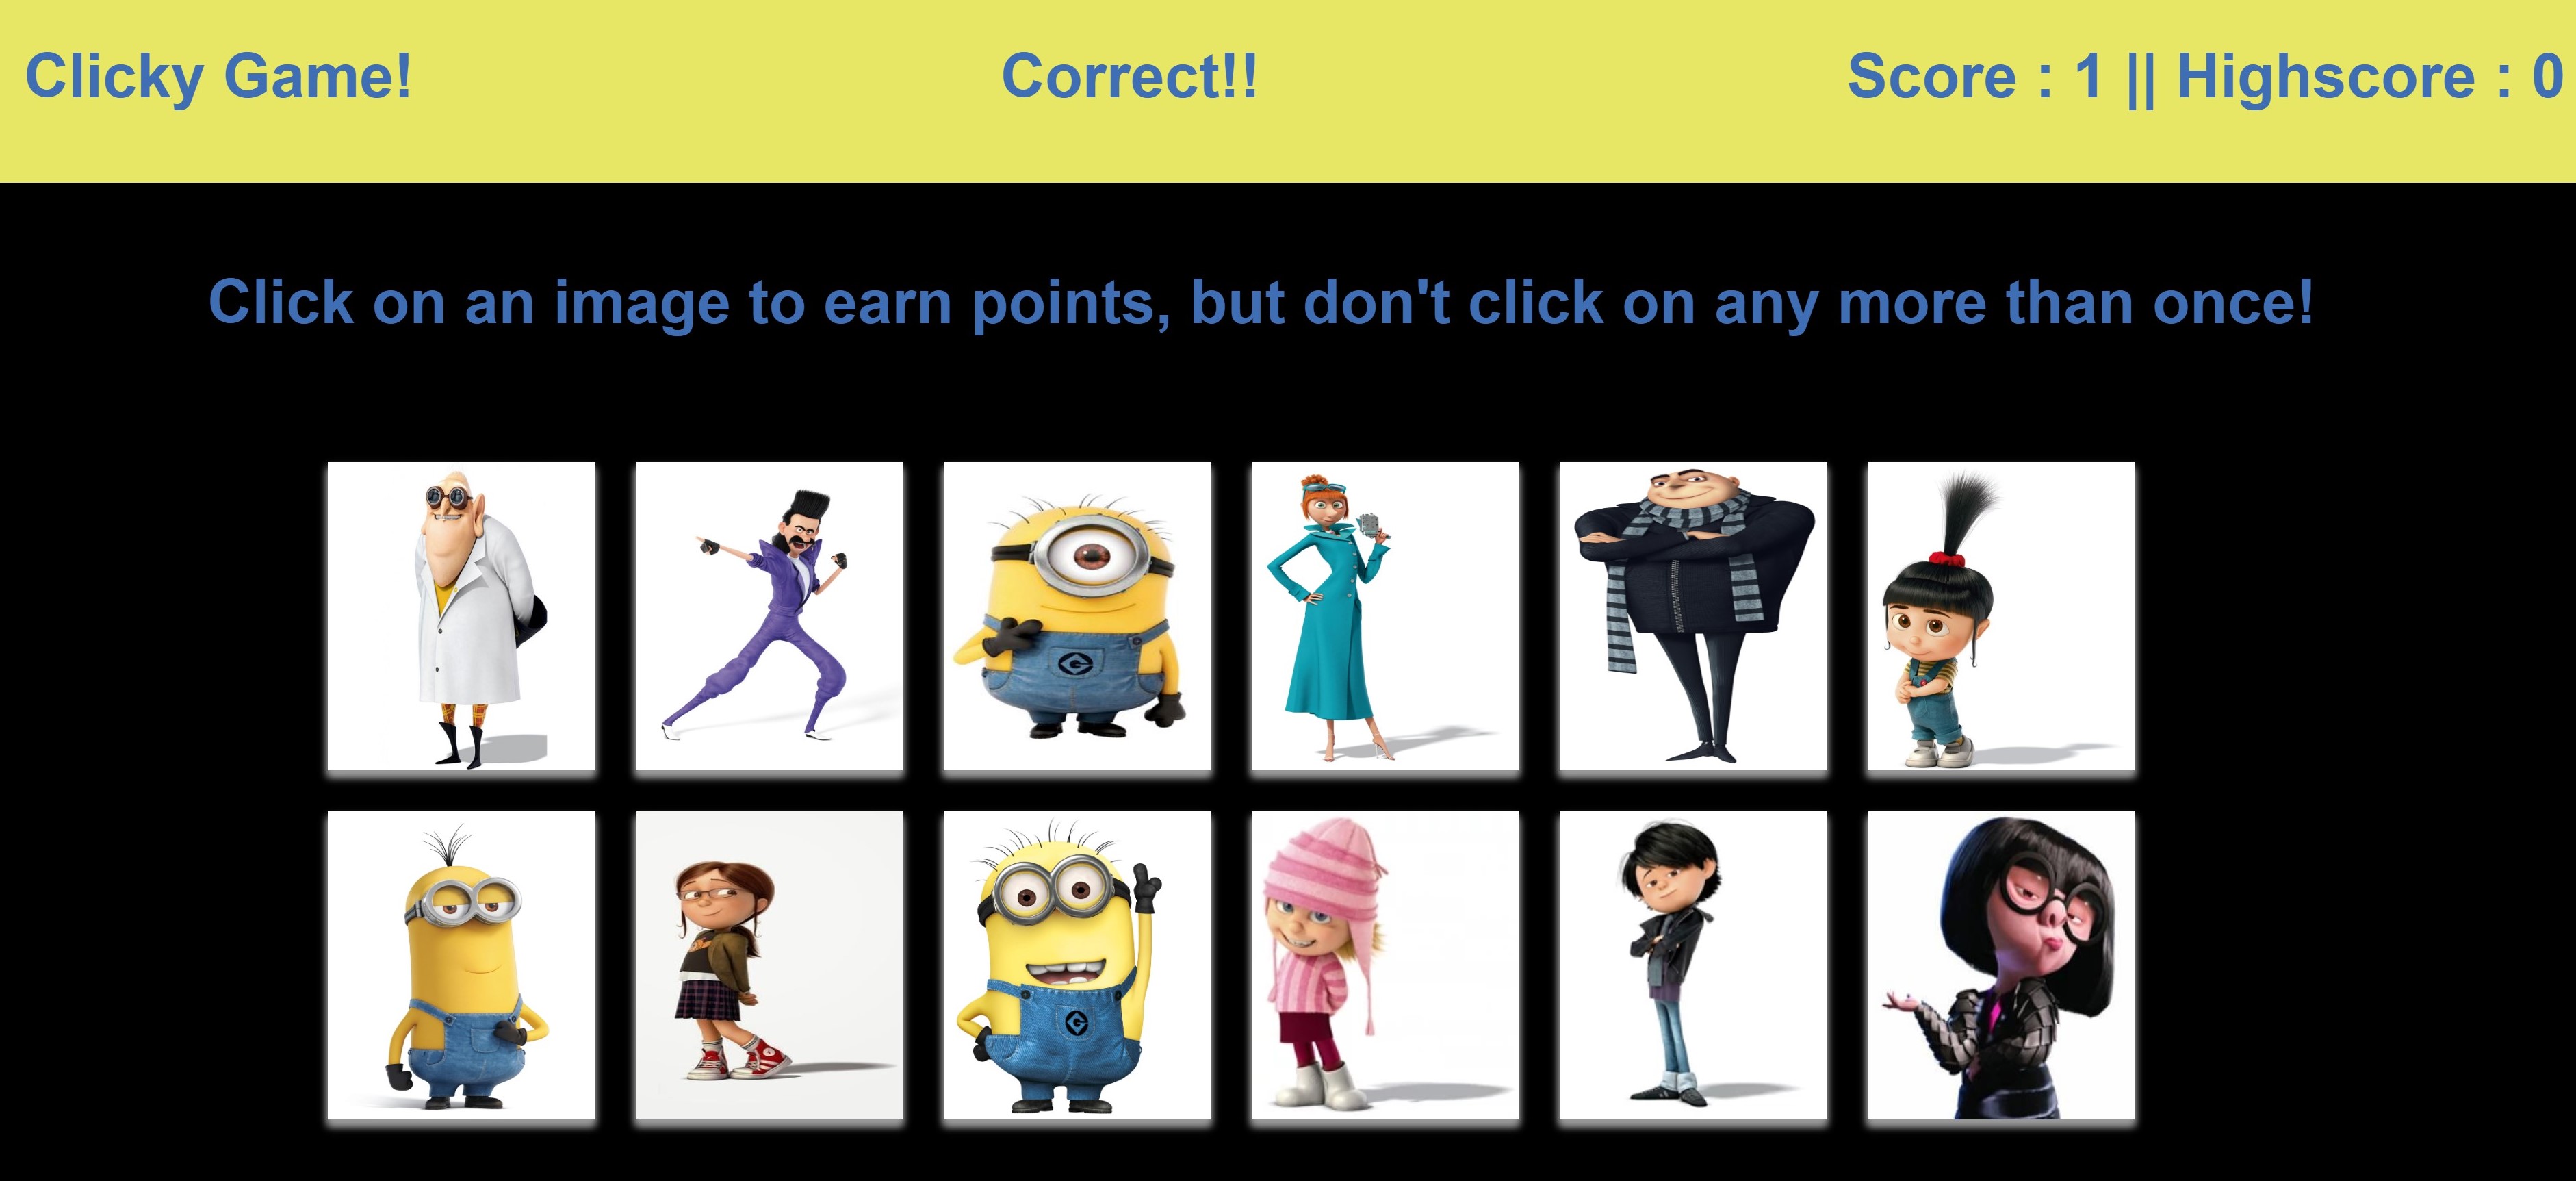 Clicky Game!
Correct!!
Score : 1 || Highscore : 0
Click on an image to earn points, but don't click on any more than once!